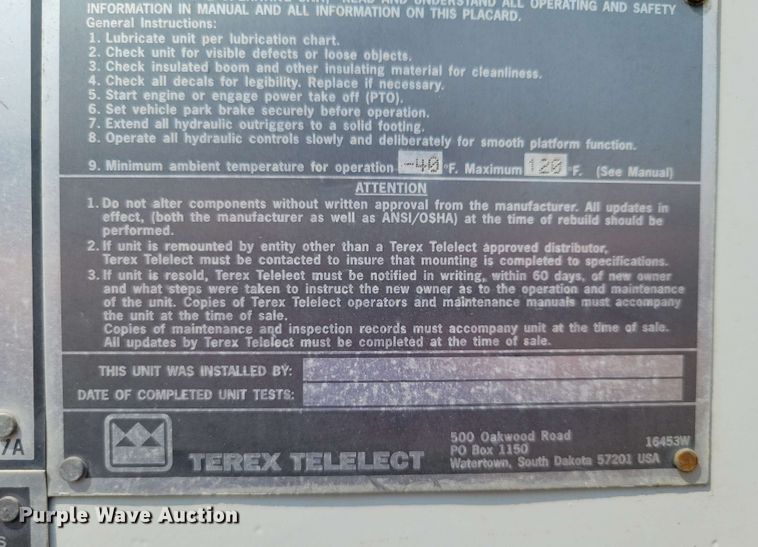 OPERATING UNIT, READ AND UNDERSTAND ALL OPERATING AND SAFETY
INFORMATION IN MANUAL AND ALL INFORMATION ON THIS PLACARD.
General Instructions:
1. Lubricate unit per lubrication chart.
2. Check unit for visible defects or loose objects.
3. Check insulated boom and other insulating material for cleanliness.
4. Check all decals for legibility. Replace if necessary.
5. Start engine or engage power take off (PTO).
6. Set vehicle park brake securely before operation.
7. Extend all hydraulic outriggers to a solid footing.
8. Operate all hydraulic controls slowly and deliberately for smooth platform function.
9. Minimum ambient temperature for operation -40 °F. Maximum 120 °F. (See Manual)
ATTENTION
1. Do not alter components without written approval from the manufacturer. All updates in
effect, (both the manufacturer as well as ANSI/OSHA) at the time of rebuild should be
performed.
2. If unit is remounted by entity other than a Terex Telelect approved distributor,
Terex Telelect must be contacted to insure that mounting is completed to specifications.
3. If unit is resold, Terex Telelect must be notified in writing, within 60 days, of new owner
and what steps were taken to instruct the new owner as to the operation and maintenance
of the unit. Copies of Terex Telelect operators and maintenance manuals must accompany
the unit at the time of sale.
Copies of maintenance and inspection records must accompany unit at the time of sale.
All updates by Terex Telelect must be completed at the time of sale.
THIS UNIT WAS INSTALLED BY:
DATE OF COMPLETED UNIT TESTS:
TEREX TELELECT
500 Oakwood Road
PO Box 1150
Watertown, South Dakota 57201 USA
16453W
/A
S
Purple Wave Auction